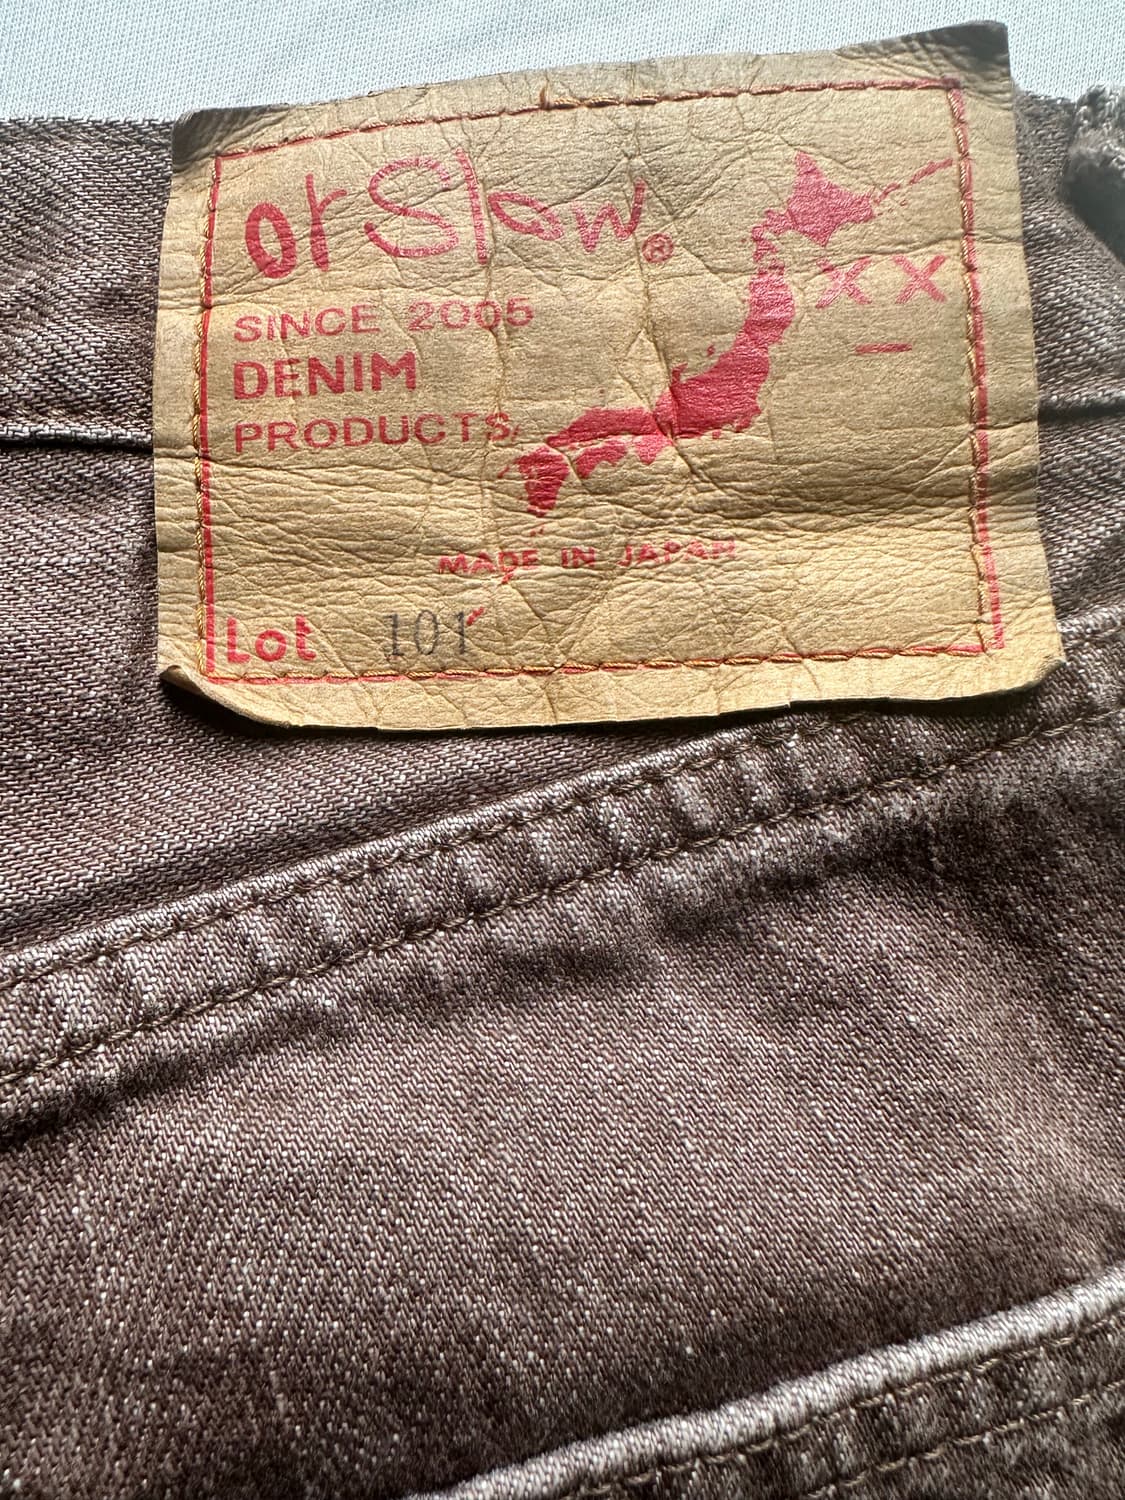 orSlow®
SINCE 2005
DENIM
PRODUCTS.
XX
MADE IN JAPAN
Lot 101